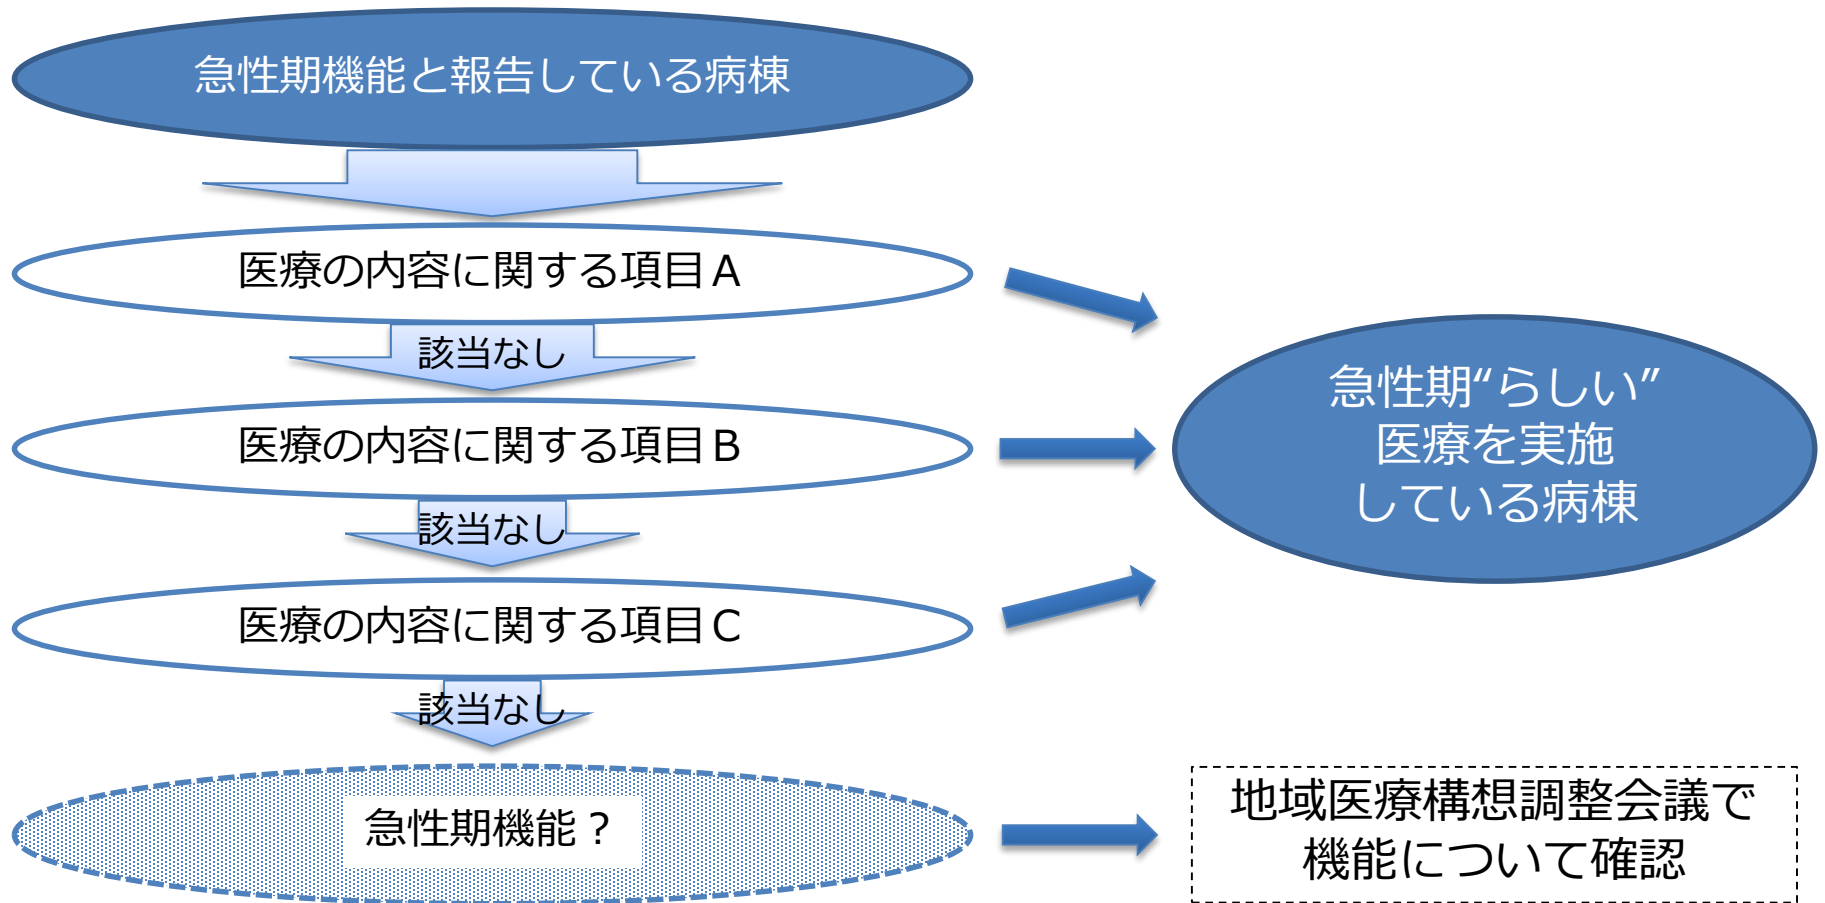 急性期機能と報告している病棟
医療の内容に関する項目A
該当なし
医療の内容に関する項目B
該当なし
医療の内容に関する項目C
該当なし
急性期機能？
急性期“らしい”
医療を実施
している病棟
地域医療構想調整会議で
機能について確認